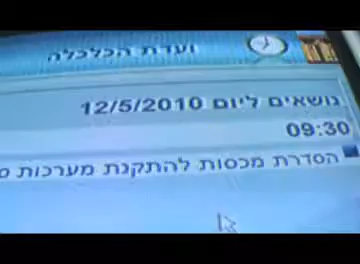 ועדת הכלכלה
נושאים ליום 12/5/2010
09:30
הסדרת מכסות להתקנת מערכות